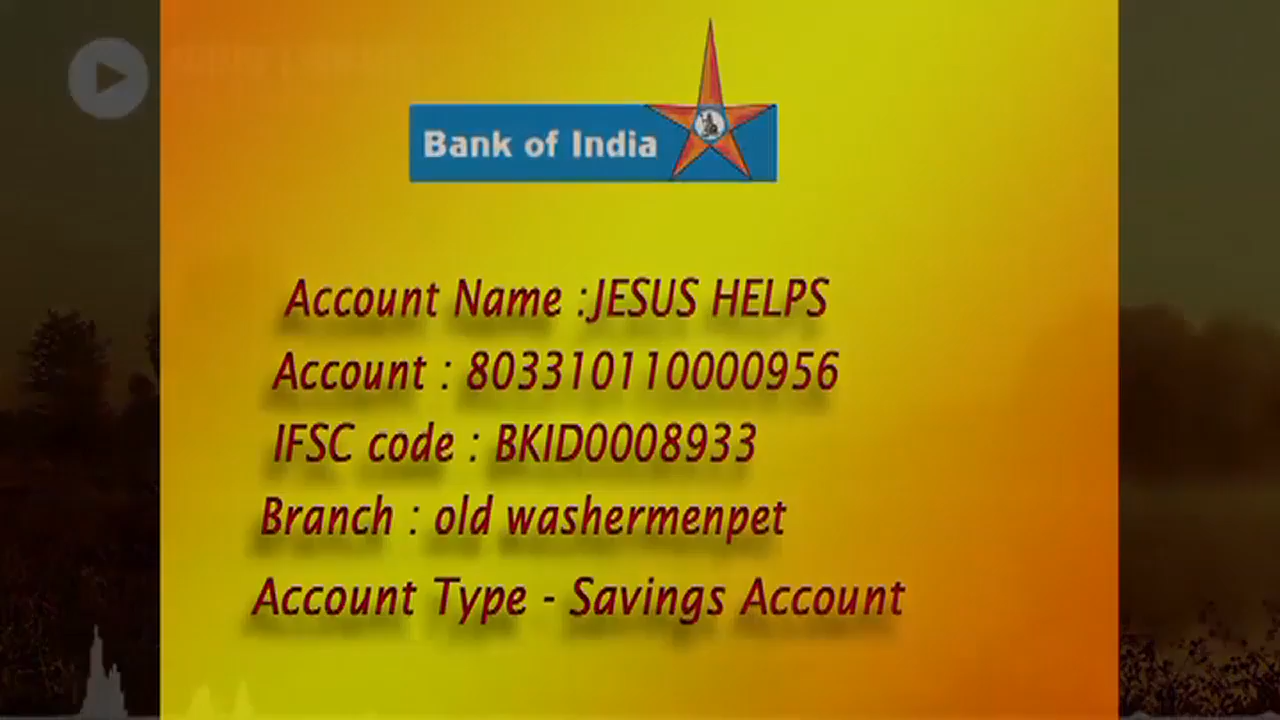 Bank of India
Account Name :JESUS HELPS
Account : 803310110000956
IFSC code : BKID0008933
Branch : old washermenpet
Account Type - Savings Account